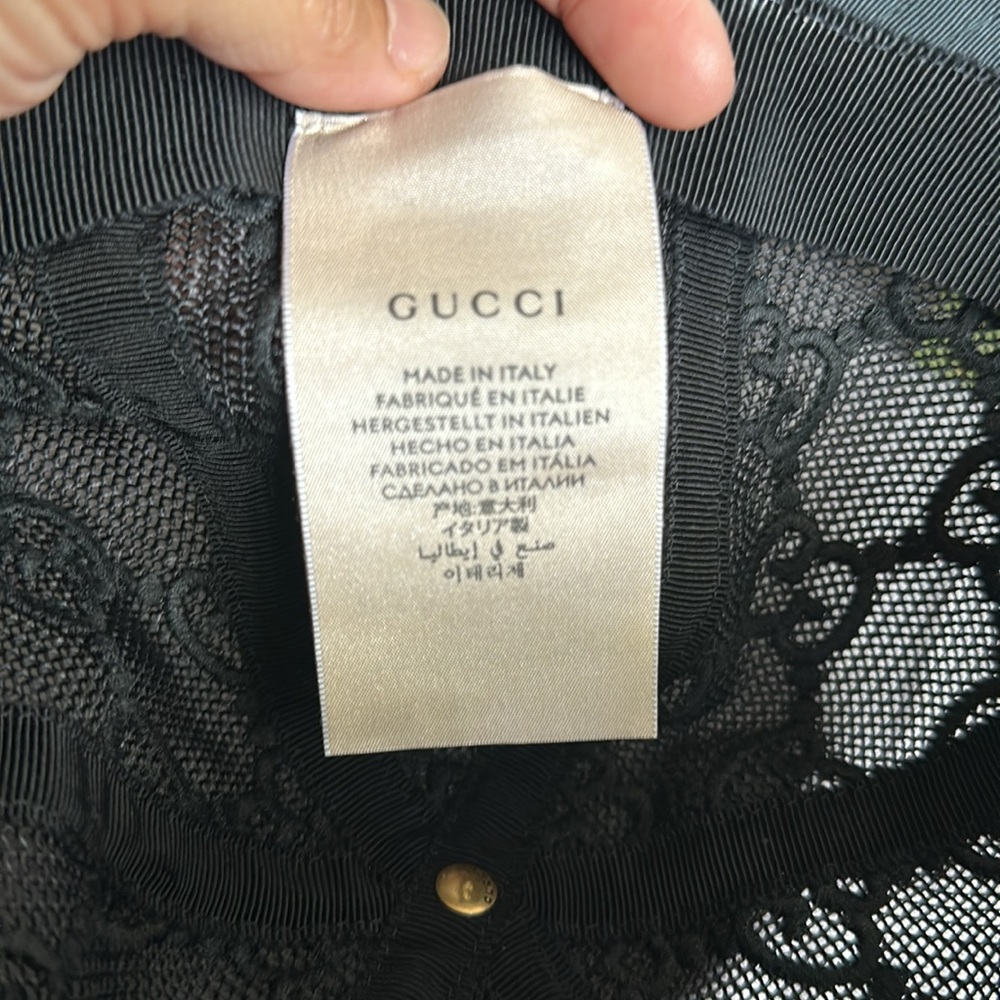 GUCCI
MADE IN ITALY
FABRIQUÉ EN ITALIE
HERGESTELLT IN ITALIEN
HECHO EN ITALIA
FABRICADO EM ITÁLIA
СДЕЛАНО В ИТАЛИИ
产地:意大利
イタリア製
صنع في إيطاليا
이태리제